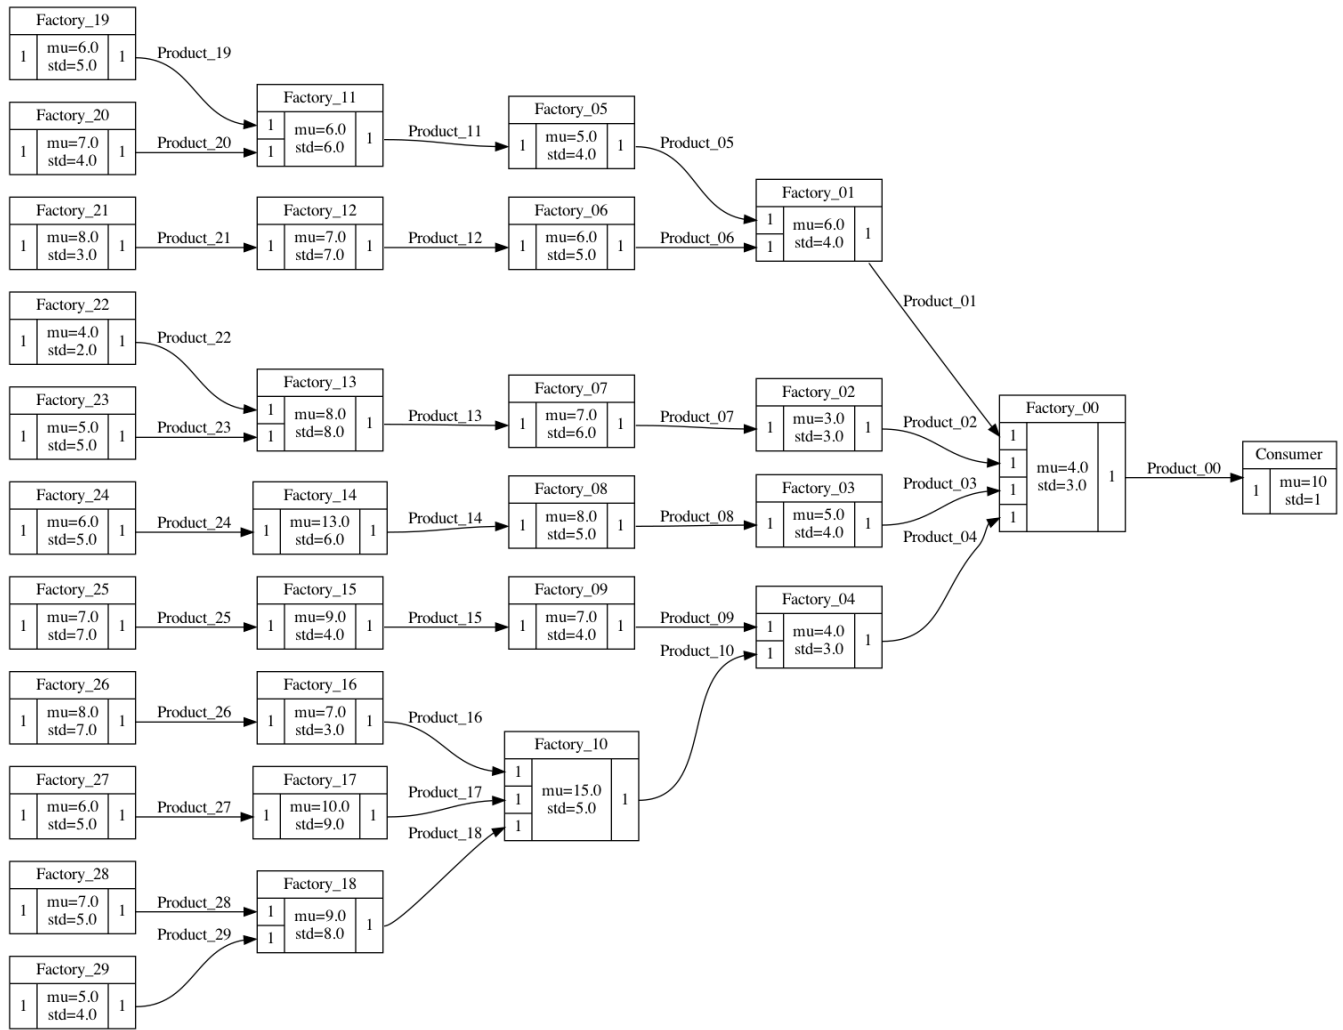 Factory_19
1 mu=6.0 1
std=5.0
Product_19
Factory_20
1 mu=7.0 1
std=4.0
Product_20
Factory_11
1 mu=6.0 1
1 std=6.0
Product_11
Factory_05
1 mu=5.0 1
std=4.0
Product_05
Factory_21
1 mu=8.0 1
std=3.0
Product_21
Factory_12
1 mu=7.0 1
std=7.0
Product_12
Factory_06
1 mu=6.0 1
std=5.0
Product_06
Factory_01
1 mu=6.0 1
1 std=4.0
Product_01
Factory_22
1 mu=4.0 1
std=2.0
Product_22
Factory_23
1 mu=5.0 1
std=5.0
Product_23
Factory_13
1 mu=8.0 1
1 std=8.0
Product_13
Factory_07
1 mu=7.0 1
std=6.0
Product_07
Factory_02
1 mu=3.0 1
std=3.0
Product_02
Factory_24
1 mu=6.0 1
std=5.0
Product_24
Factory_14
1 mu=13.0 1
std=6.0
Product_14
Factory_08
1 mu=8.0 1
std=5.0
Product_08
Factory_03
1 mu=5.0 1
std=4.0
Product_03
Factory_00
1
1 mu=4.0 1
1 std=3.0
1
Product_00
Consumer
1 mu=10
std=1
Factory_25
1 mu=7.0 1
std=7.0
Product_25
Factory_15
1 mu=9.0 1
std=4.0
Product_15
Factory_09
1 mu=7.0 1
std=4.0
Product_09
Product_10
Factory_04
1 mu=4.0 1
1 std=3.0
Product_04
Factory_26
1 mu=8.0 1
std=7.0
Product_26
Factory_16
1 mu=7.0 1
std=3.0
Product_16
Factory_27
1 mu=6.0 1
std=5.0
Product_27
Factory_17
1 mu=10.0 1
std=9.0
Product_17
Product_18
Factory_10
1
1 mu=15.0 1
1 std=5.0
Factory_28
1 mu=7.0 1
std=5.0
Product_28
Product_29
Factory_18
1 mu=9.0 1
1 std=8.0
Factory_29
1 mu=5.0 1
std=4.0